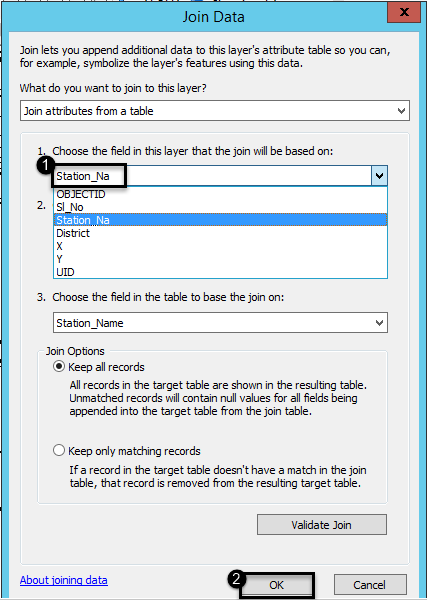 Join Data
x
Join lets you append additional data to this layer's attribute table so you can,
for example, symbolize the layer's features using this data.
What do you want to join to this layer?
Join attributes from a table
1. Choose the field in this layer that the join will be based on:
1
Station_Na
OBJECTID
2.
Sl_No
Station_Na
District
X
Y
UID
3. Choose the field in the table to base the join on:
Station_Name
Join Options
Keep all records
All records in the target table are shown in the resulting table.
Unmatched records will contain null values for all fields being
appended into the target table from the join table.
Keep only matching records
If a record in the target table doesn't have a match in the join
table, that record is removed from the resulting target table.
Validate Join
About joining data
2
OK
Cancel